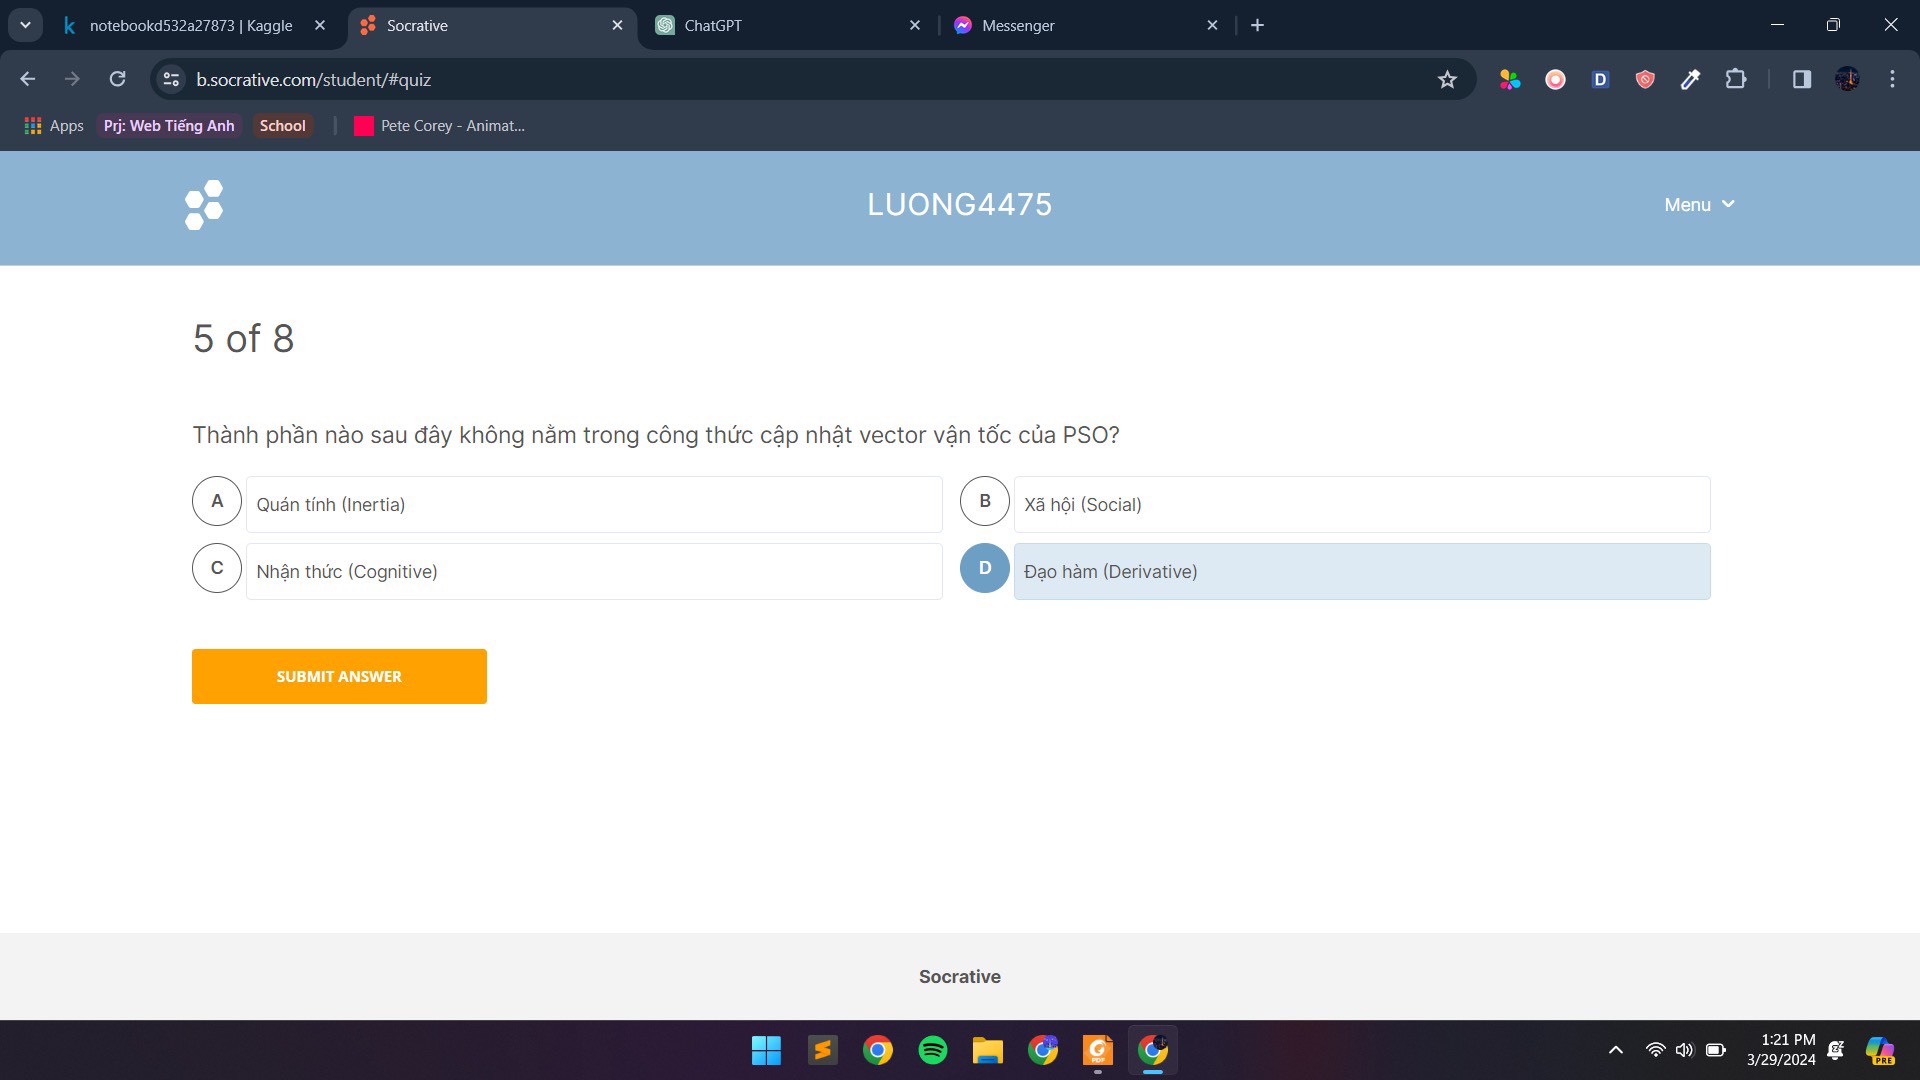 notebookd532a27873 | Kaggle
Socrative
ChatGPT
Messenger
b.socrative.com/student/#quiz
Apps
Prj: Web Tiếng Anh
School
Pete Corey - Animat...
LUONG4475
Menu
5 of 8
Thành phần nào sau đây không nằm trong công thức cập nhật vector vận tốc của PSO?
A
Quán tính (Inertia)
B
Xã hội (Social)
C
Nhận thức (Cognitive)
D
Đạo hàm (Derivative)
SUBMIT ANSWER
Socrative
1:21 PM
3/29/2024
PRE